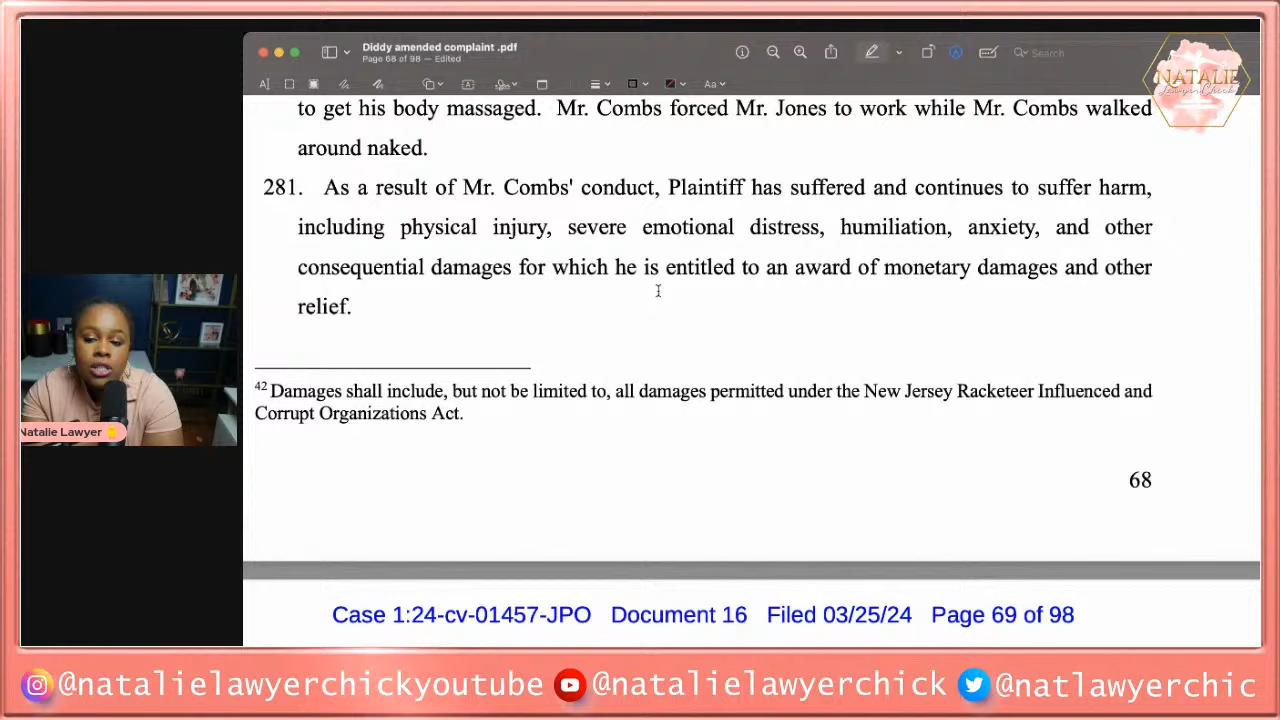 Diddy amended complaint .pdf
Page 68 of 98 — Edited
Search
NATALIE
LawyerChick
to get his body massaged. Mr. Combs forced Mr. Jones to work while Mr. Combs walked
around naked.
281. As a result of Mr. Combs' conduct, Plaintiff has suffered and continues to suffer harm,
including physical injury, severe emotional distress, humiliation, anxiety, and other
consequential damages for which he is entitled to an award of monetary damages and other
relief.
42 Damages shall include, but not be limited to, all damages permitted under the New Jersey Racketeer Influenced and
Corrupt Organizations Act.
68
Natalie Lawyer
Case 1:24-cv-01457-JPO Document 16 Filed 03/25/24 Page 69 of 98
@natalielawyerchickyoutube @natalielawyerchick @natlawyerchic